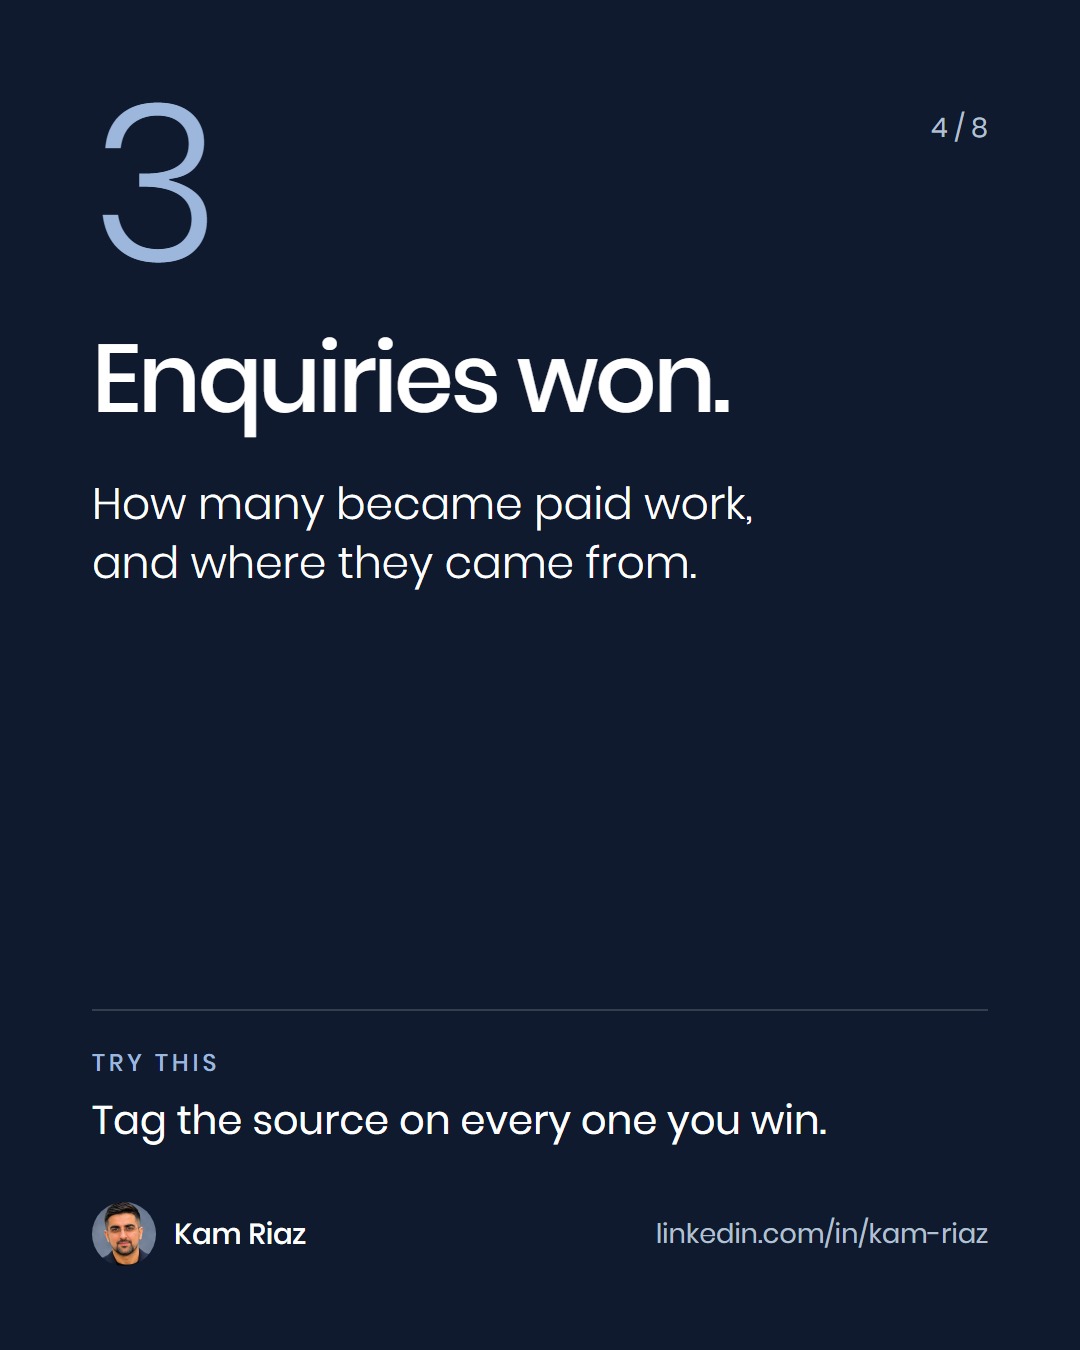 3
4 / 8
Enquiries won.
How many became paid work,
and where they came from.
TRY THIS
Tag the source on every one you win.
Kam Riaz
linkedin.com/in/kam-riaz